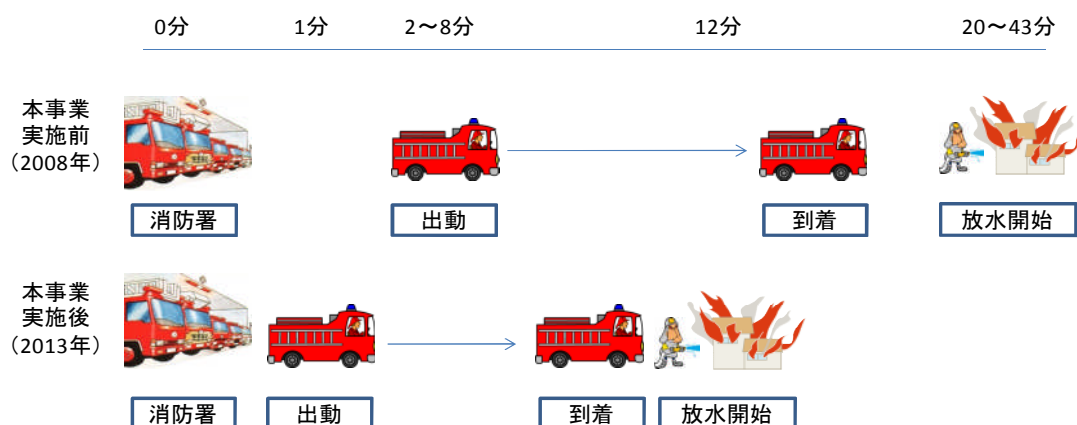 0分 1分 2～8分 12分 20～43分
本事業
実施前
（2008年）
消防署 出動 到着 放水開始
本事業
実施後
（2013年）
消防署 出動 到着 放水開始